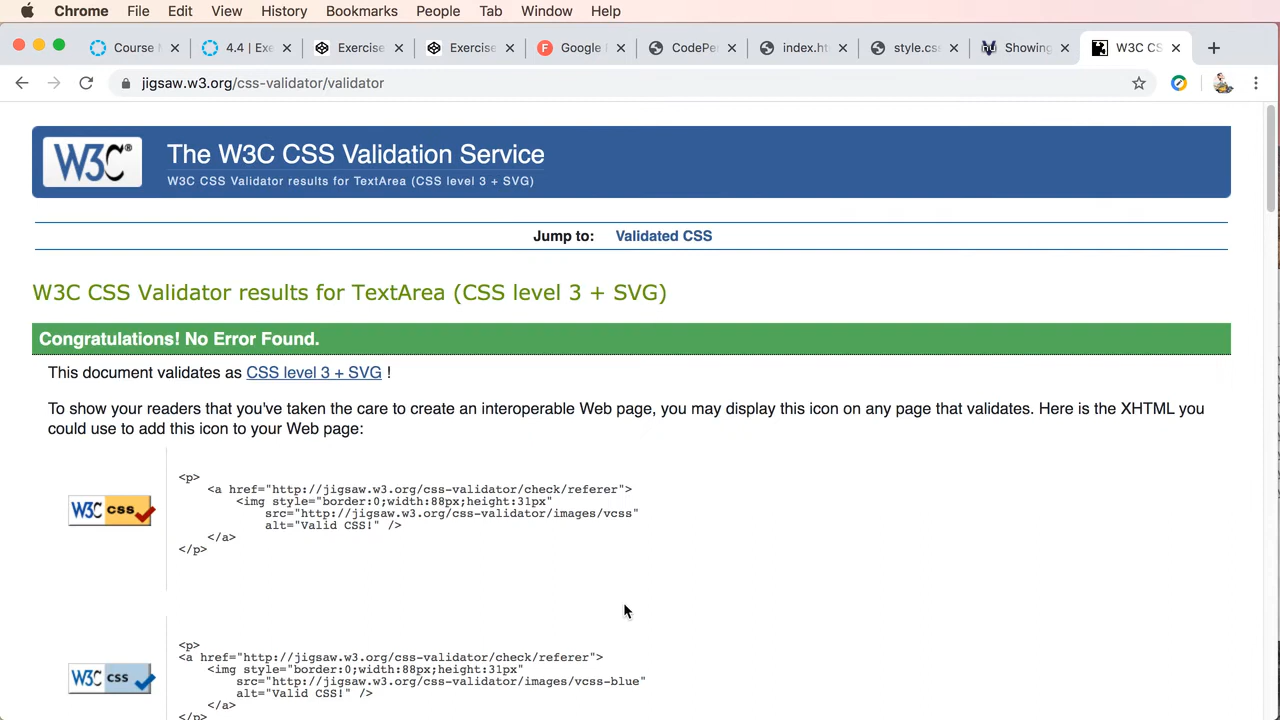 Chrome File Edit View History Bookmarks People Tab Window Help
Course 4.4 | Exe Exercise Exercise Google CodePe index.ht style.css Showing W3C CS
jigsaw.w3.org/css-validator/validator
W3C® The W3C CSS Validation Service
W3C CSS Validator results for TextArea (CSS level 3 + SVG)
Jump to: Validated CSS
W3C CSS Validator results for TextArea (CSS level 3 + SVG)
Congratulations! No Error Found.
This document validates as CSS level 3 + SVG !
To show your readers that you've taken the care to create an interoperable Web page, you may display this icon on any page that validates. Here is the XHTML you
could use to add this icon to your Web page:
<p>
<a href="http://jigsaw.w3.org/css-validator/check/referer">
<img style="border:0;width:88px;height:31px"
src="http://jigsaw.w3.org/css-validator/images/vcss"
alt="Valid CSS!" />
</a>
</p>
W3C css
<p>
<a href="http://jigsaw.w3.org/css-validator/check/referer">
<img style="border:0;width:88px;height:31px"
src="http://jigsaw.w3.org/css-validator/images/vcss-blue"
alt="Valid CSS!" />
</a>
</p>
W3C css